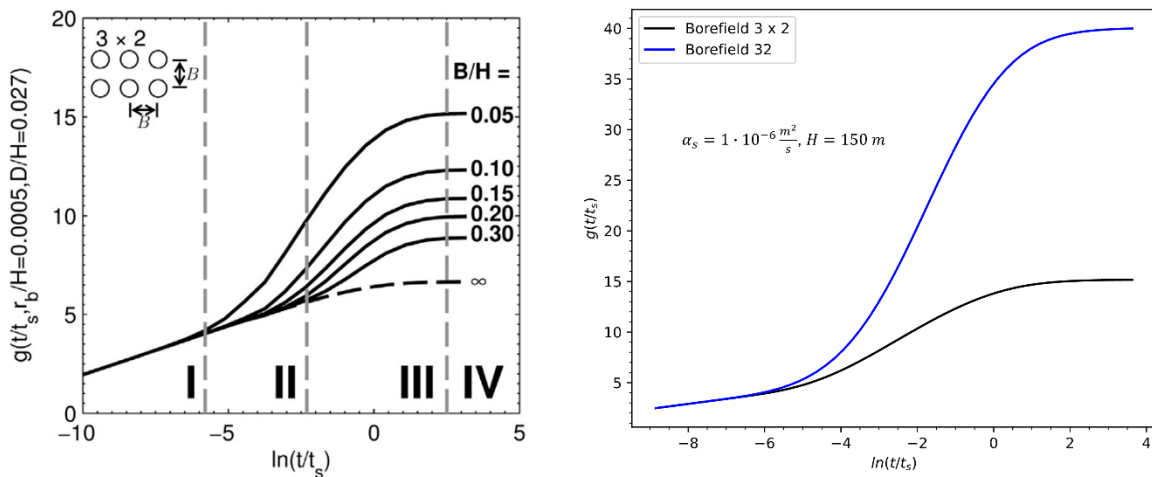 3 × 2
B
B
B/H =
0.05
0.10
0.15
0.20
0.30
∞
I II III IV
g(t/t_s,r_b/H=0.0005,D/H=0.027)
20
15
10
5
0
−10 −5 0 5
ln(t/t_s)
Borefield 3 x 2
Borefield 32
α_s = 1 · 10^{-6} \frac{m^2}{s}, H = 150 m
g(t/t_s)
40
35
30
25
20
15
10
5
−8 −6 −4 −2 0 2 4
ln(t/t_s)